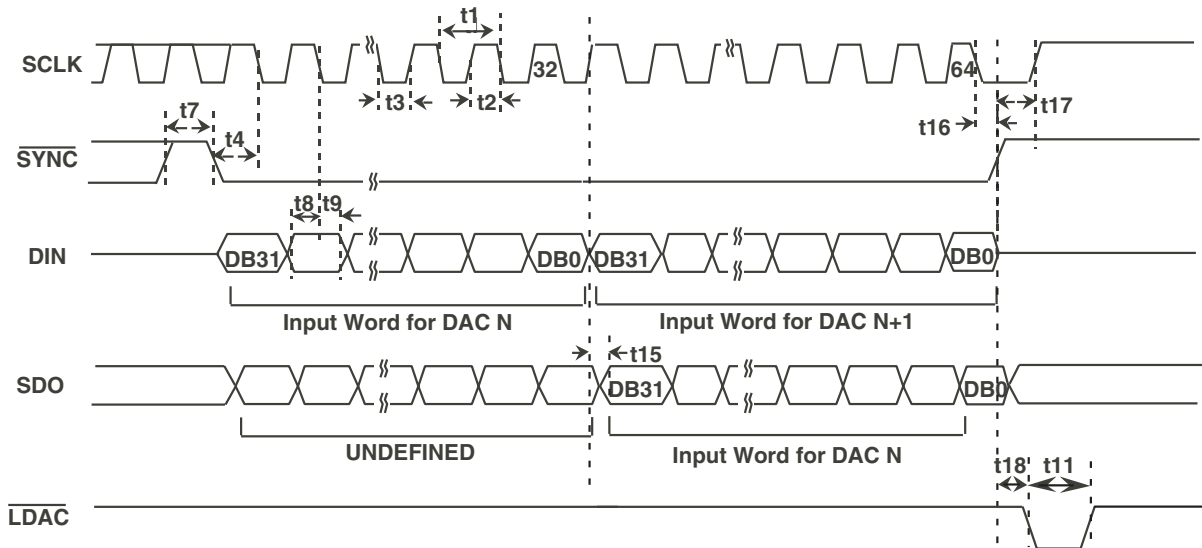 t1
SCLK
32
64
t3
t2
t16
t17
t7
t4
SYNC
t8
t9
DIN
DB31
DB0
DB31
DB0
Input Word for DAC N
Input Word for DAC N+1
t15
SDO
DB31
DB0
UNDEFINED
Input Word for DAC N
t18
t11
LDAC